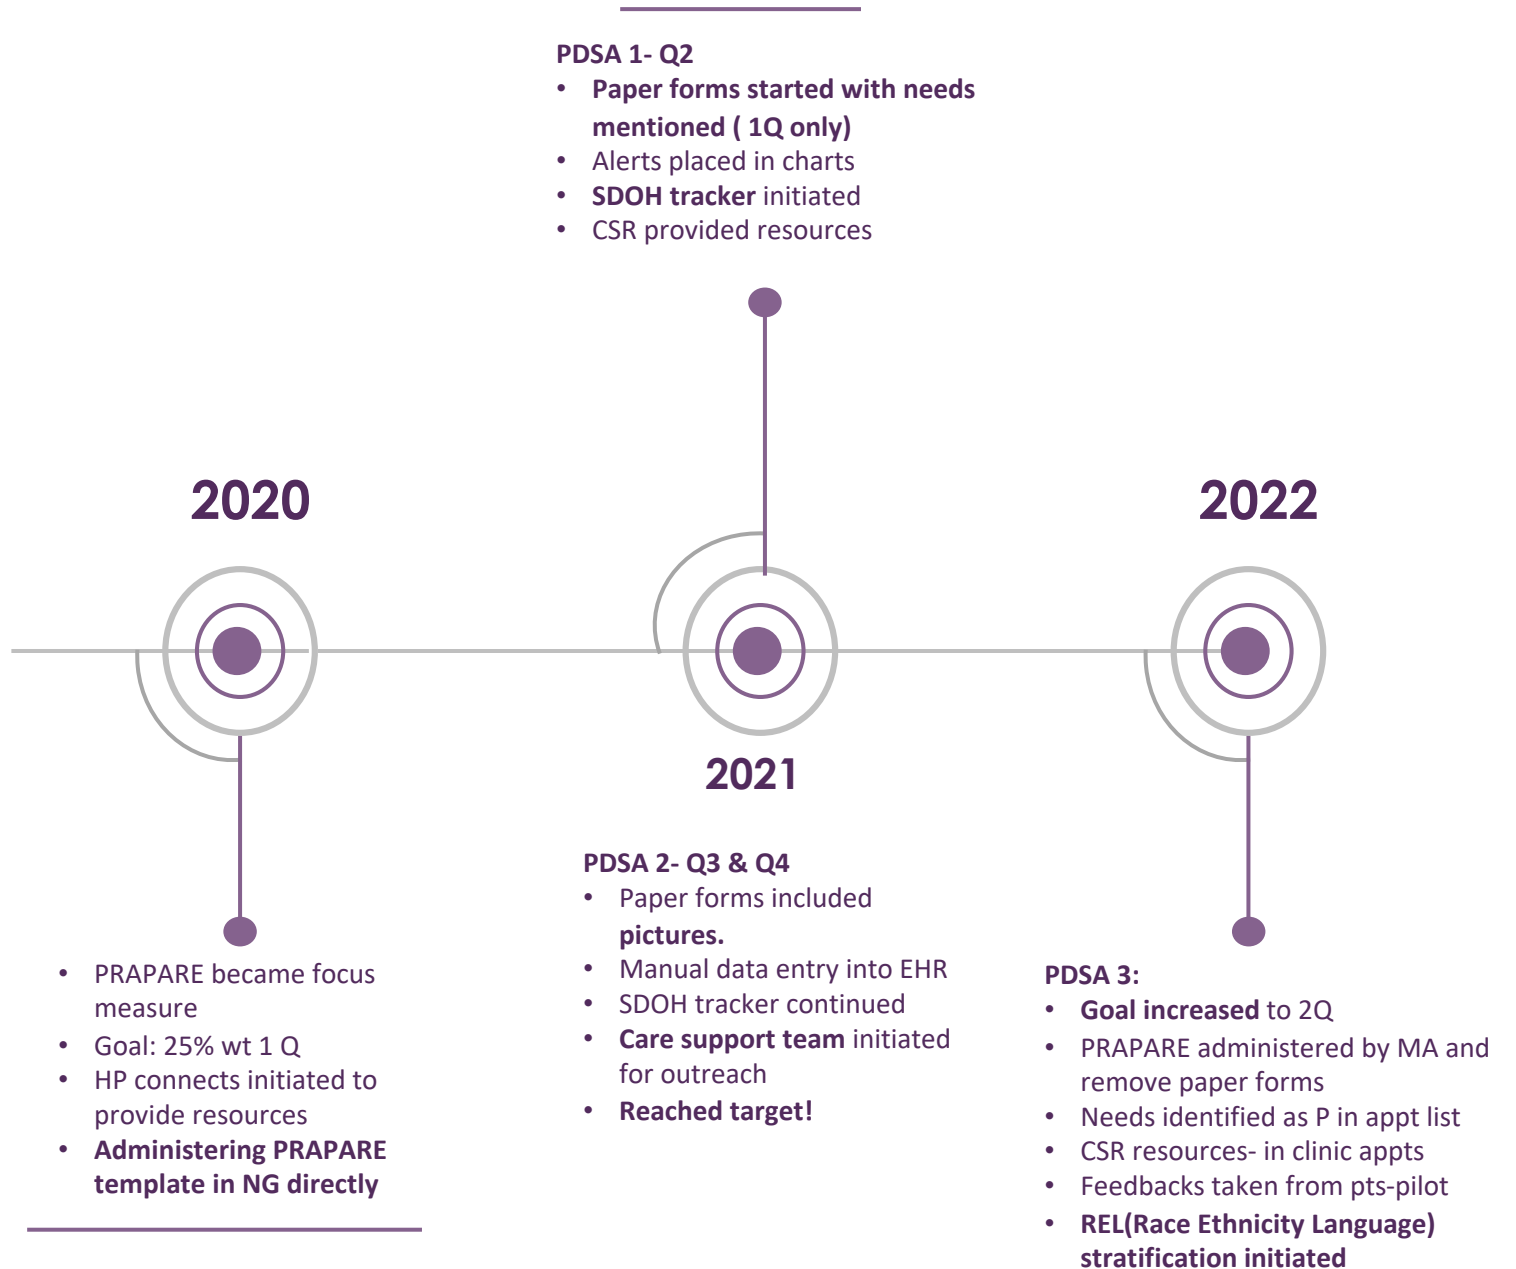 PDSA 1- Q2
• Paper forms started with needs
mentioned ( 1Q only)
• Alerts placed in charts
• SDOH tracker initiated
• CSR provided resources
2020
2022
2021
• PRAPARE became focus
measure
• Goal: 25% wt 1 Q
• HP connects initiated to
provide resources
• Administering PRAPARE
template in NG directly
PDSA 2- Q3 & Q4
• Paper forms included
pictures.
• Manual data entry into EHR
• SDOH tracker continued
• Care support team initiated
for outreach
• Reached target!
PDSA 3:
• Goal increased to 2Q
• PRAPARE administered by MA and
remove paper forms
• Needs identified as P in appt list
• CSR resources- in clinic appts
• Feedbacks taken from pts-pilot
• REL(Race Ethnicity Language)
stratification initiated